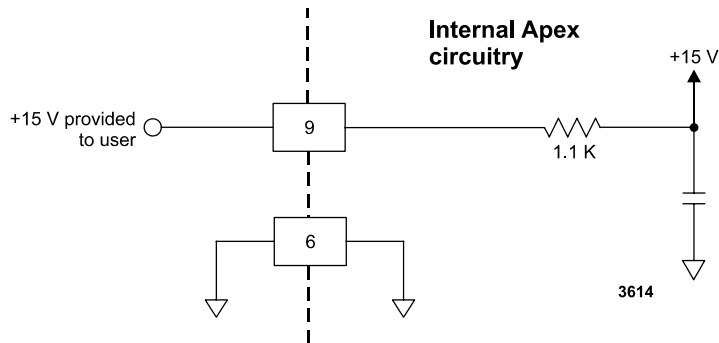 Internal Apex
circuitry
+15 V
+15 V provided
to user
9
1.1 K
6
3614